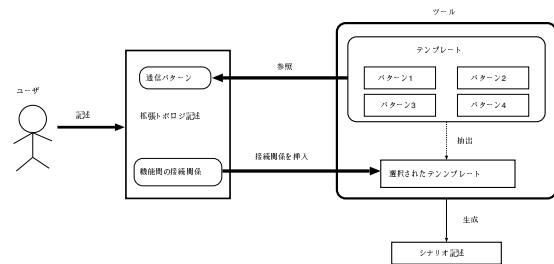 ツール
テンプレート
パターン1
パターン2
パターン3
パターン4
参照
通信パターン
ユーザ
記述
拡張トポロジ記述
抽出
接続関係を挿入
機能間の接続関係
選択されたテンンプレート
生成
シナリオ記述